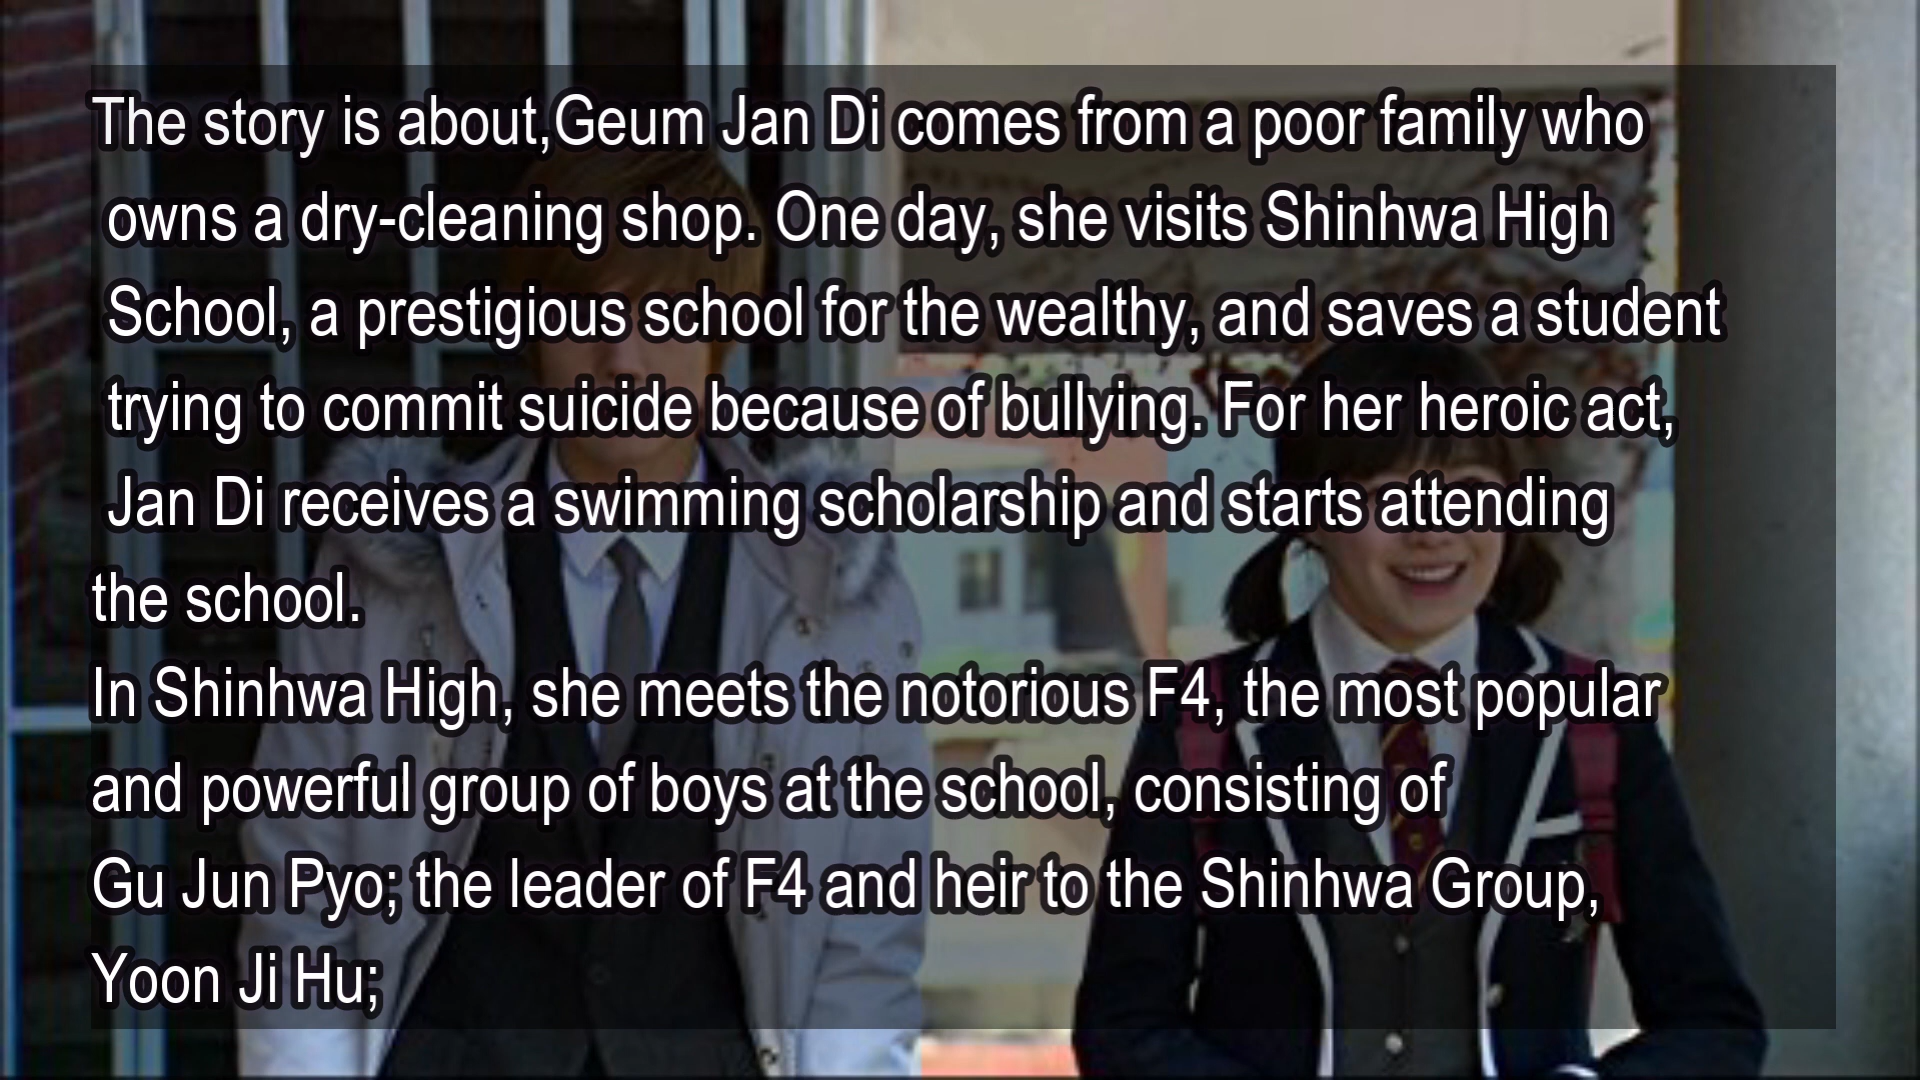 The story is about,Geum Jan Di comes from a poor family who
owns a dry-cleaning shop. One day, she visits Shinhwa High
School, a prestigious school for the wealthy, and saves a student
trying to commit suicide because of bullying. For her heroic act,
Jan Di receives a swimming scholarship and starts attending
the school.
In Shinhwa High, she meets the notorious F4, the most popular
and powerful group of boys at the school, consisting of
Gu Jun Pyo; the leader of F4 and heir to the Shinhwa Group,
Yoon Ji Hu;